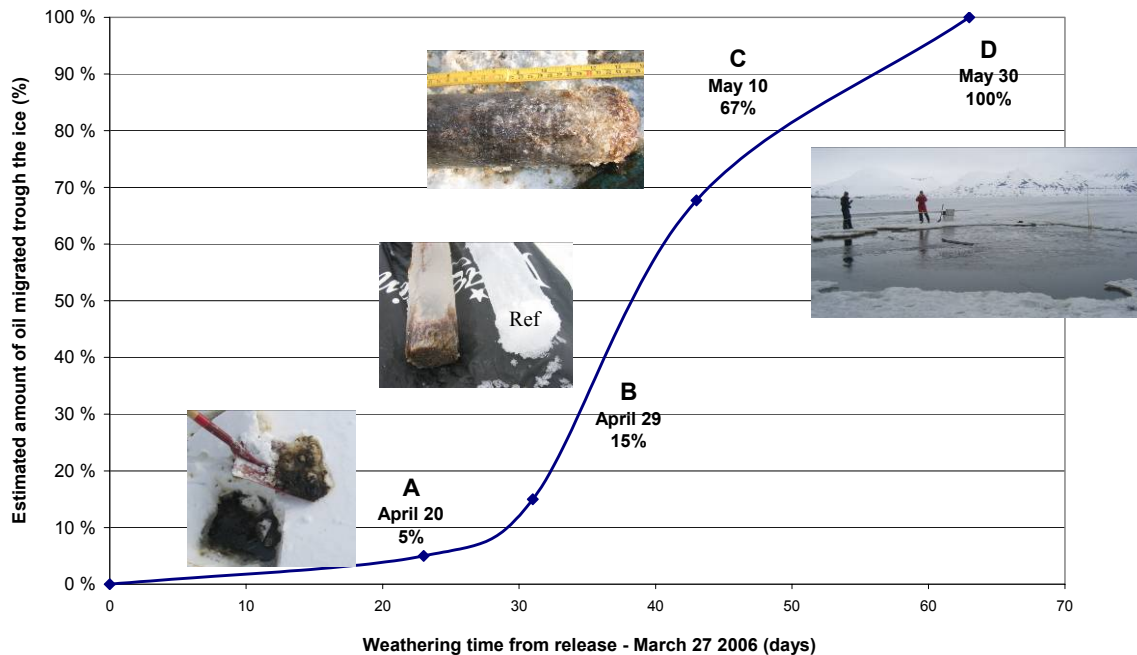 Estimated amount of oil migrated trough the ice (%)
100 %
90 %
80 %
70 %
60 %
50 %
40 %
30 %
20 %
10 %
0 %
C
May 10
67%
D
May 30
100%
Ref
B
April 29
15%
A
April 20
5%
0
10
20
30
40
50
60
70
Weathering time from release - March 27 2006 (days)